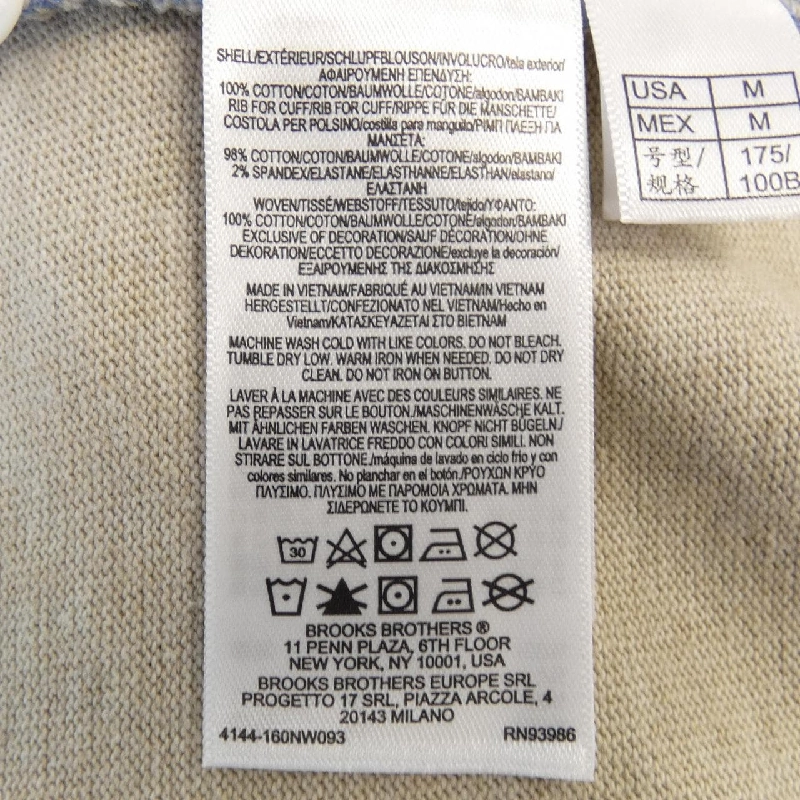 SHELL/EXTÉRIEUR/SCHLUPFBLOUSON/INVOLUCRO/tela exterior/
ΑΦΑΙΡΟΥΜΕΝΗ ΕΠΕΝΔΥΣΗ:
100% COTTON/COTON/BAUMWOLLE/COTONE/algodon/BAMBAKI
RIB FOR CUFF/RIB FOR CUFF/RIPPE FÜR DIE MANSCHETTE/
COSTOLA PER POLSINO/costilla para manguito/ΡΙΜΠ ΠΛΕΞΗ ΓΙΑ
ΜΑΝΣΕΤΑ:
98% COTTON/COTON/BAUMWOLLE/COTONE/algodon/BAMBAKI
2% SPANDEX/ELASTANE/ELASTHANNE/ELASTHAN/elastano/
ΕΛΑΣΤΑΝΗ
WOVEN/TISSÉ/WEBSTOFF/TESSUTO/tejido/ΥΦΑΝΤΟ:
100% COTTON/COTON/BAUMWOLLE/COTONE/algodon/BAMBAKI
EXCLUSIVE OF DECORATION/SAUF DÉCORATION/OHNE
DEKORATION/ECCETTO DECORAZIONE/excluye la decoración/
ΕΞΑΙΡΟΥΜΕΝΗΣ ΤΗΣ ΔΙΑΚΟΣΜΗΣΗΣ
MADE IN VIETNAM/FABRIQUÉ AU VIETNAM/IN VIETNAM
HERGESTELLT/CONFEZIONATO NEL VIETNAM/Hecho en
Vietnam/ΚΑΤΑΣΚΕΥΑΖΕΤΑΙ ΣΤΟ ΒΙΕΤΝΑΜ
MACHINE WASH COLD WITH LIKE COLORS. DO NOT BLEACH.
TUMBLE DRY LOW. WARM IRON WHEN NEEDED. DO NOT DRY
CLEAN. DO NOT IRON ON BUTTON.
LAVER À LA MACHINE AVEC DES COULEURS SIMILAIRES. NE
PAS REPASSER SUR LE BOUTON./MASCHINENWÄSCHE KALT.
MIT ÄHNLICHEN FARBEN WASCHEN. KNOPF NICHT BÜGELN./
LAVARE IN LAVATRICE FREDDO CON COLORI SIMILI. NON
STIRARE SUL BOTTONE./máquina de lavado en ciclo frio y con
colores similares. No planchar en el botón./ΡΟΥΧΩΝ ΚΡΥΟ
ΠΛΥΣΙΜΟ. ΠΛΥΣΙΜΟ ΜΕ ΠΑΡΟΜΟΙΑ ΧΡΩΜΑΤΑ. ΜΗΝ
ΣΙΔΕΡΩΝΕΤΕ ΤΟ ΚΟΥΜΠΙ.
30
BROOKS BROTHERS ®
11 PENN PLAZA, 6TH FLOOR
NEW YORK, NY 10001, USA
BROOKS BROTHERS EUROPE SRL
PROGETTO 17 SRL, PIAZZA ARCOLE, 4
20143 MILANO
4144-160NW093 RN93986
USA M
MEX M
号型/ 175/
规格 100B